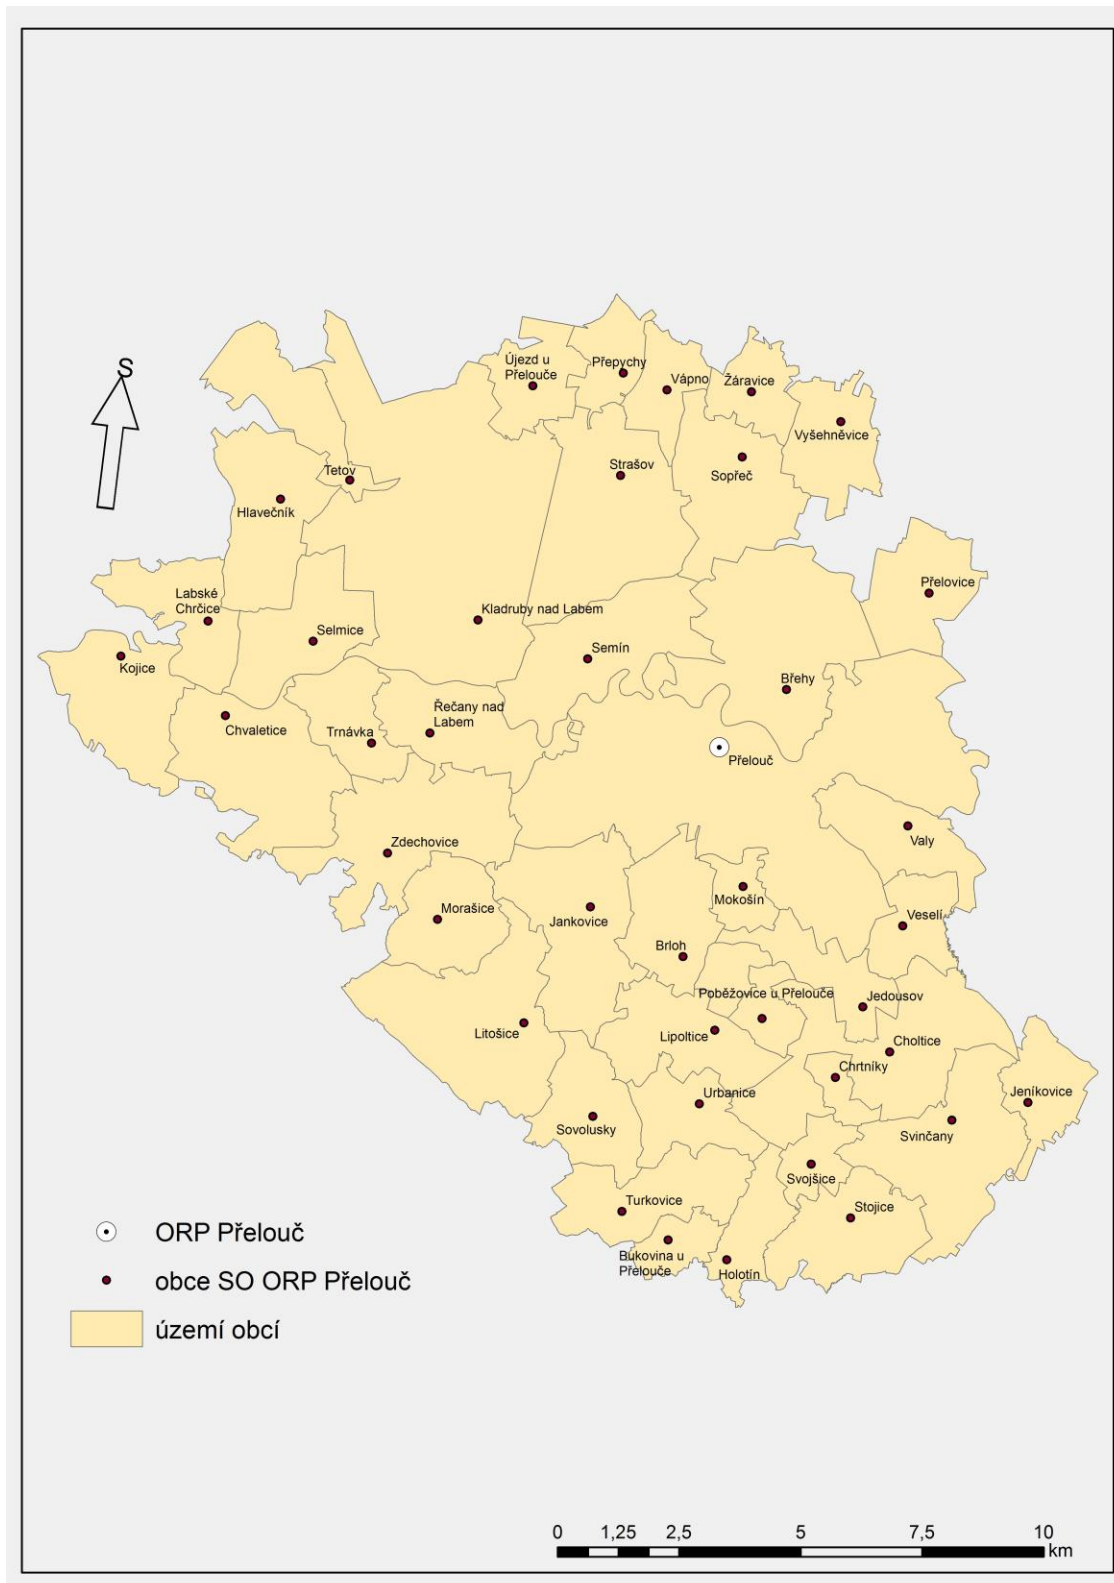 S
Újezd u
Přelouče
Přepychy
Vápno
Žáravice
Vyšehněvice
Tetov
Hlavečník
Strašov
Sopřeč
Přelovice
Labské
Chrčice
Kladruby nad Labem
Selmice
Semín
Kojice
Břehy
Řečany nad
Labem
Chvaletice
Trnávka
Přelouč
Valy
Zdechovice
Mokošín
Morašice
Jankovice
Veselí
Brloh
Poběžovice u Přelouče
Jedousov
Litošice
Lipoltice
Choltice
Chrtníky
Urbanice
Jeníkovice
Sovolusky
Svinčany
Svojšice
Turkovice
Stojice
Bukovina u
Přelouče
Holotín
ORP Přelouč
obce SO ORP Přelouč
území obcí
0 1,25 2,5 5 7,5 10
km